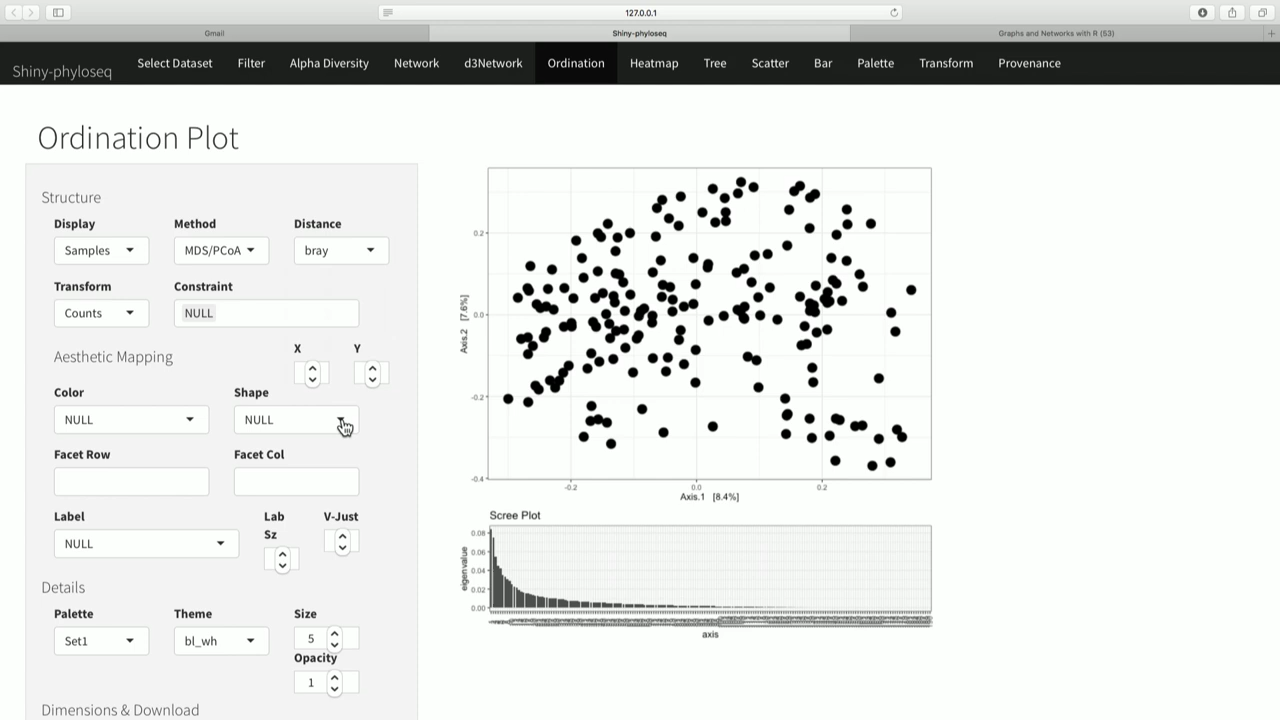 127.0.0.1
Gmail
Shiny-phyloseq
Graphs and Networks with R (53)
Shiny-phyloseq
Select Dataset
Filter
Alpha Diversity
Network
d3Network
Ordination
Heatmap
Tree
Scatter
Bar
Palette
Transform
Provenance
Ordination Plot
Structure
Display
Method
Distance
Samples
MDS/PCoA
bray
Transform
Constraint
Counts
NULL
Aesthetic Mapping
X
Y
Color
Shape
NULL
NULL
Facet Row
Facet Col
Label
Lab Sz
V-Just
NULL
Details
Palette
Theme
Size
Set1
bl_wh
5
Opacity
1
Dimensions & Download
0.2
0.0
-0.2
-0.4
Axis.2 [7.6%]
-0.2
0.0
0.2
Axis.1 [8.4%]
Scree Plot
0.08
0.06
0.04
0.02
0.00
eigenvalue
axis